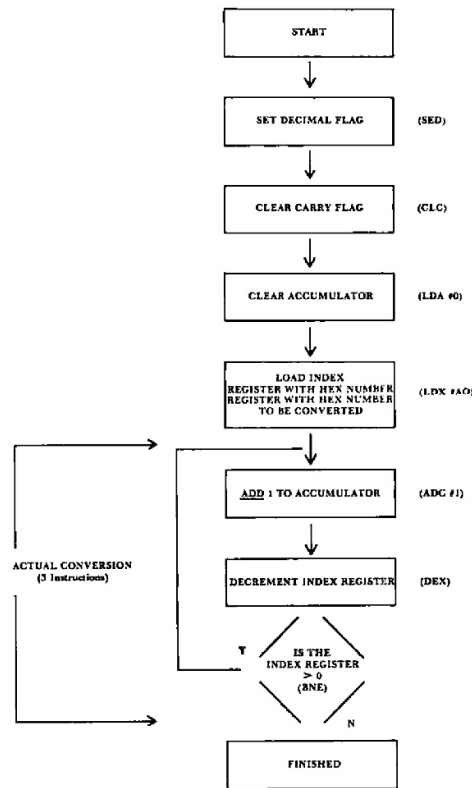 START
SET DECIMAL FLAG
(SED)
CLEAR CARRY FLAG
(CLC)
CLEAR ACCUMULATOR
(LDA #0)
LOAD INDEX
REGISTER WITH HEX NUMBER
REGISTER WITH HEX NUMBER
TO BE CONVERTED
(LDX #AO)
ADD 1 TO ACCUMULATOR
(ADC #1)
ACTUAL CONVERSION
(3 Instructions)
DECREMENT INDEX REGISTER
(DEX)
Y
IS THE
INDEX REGISTER
> 0
(BNE)
N
FINISHED